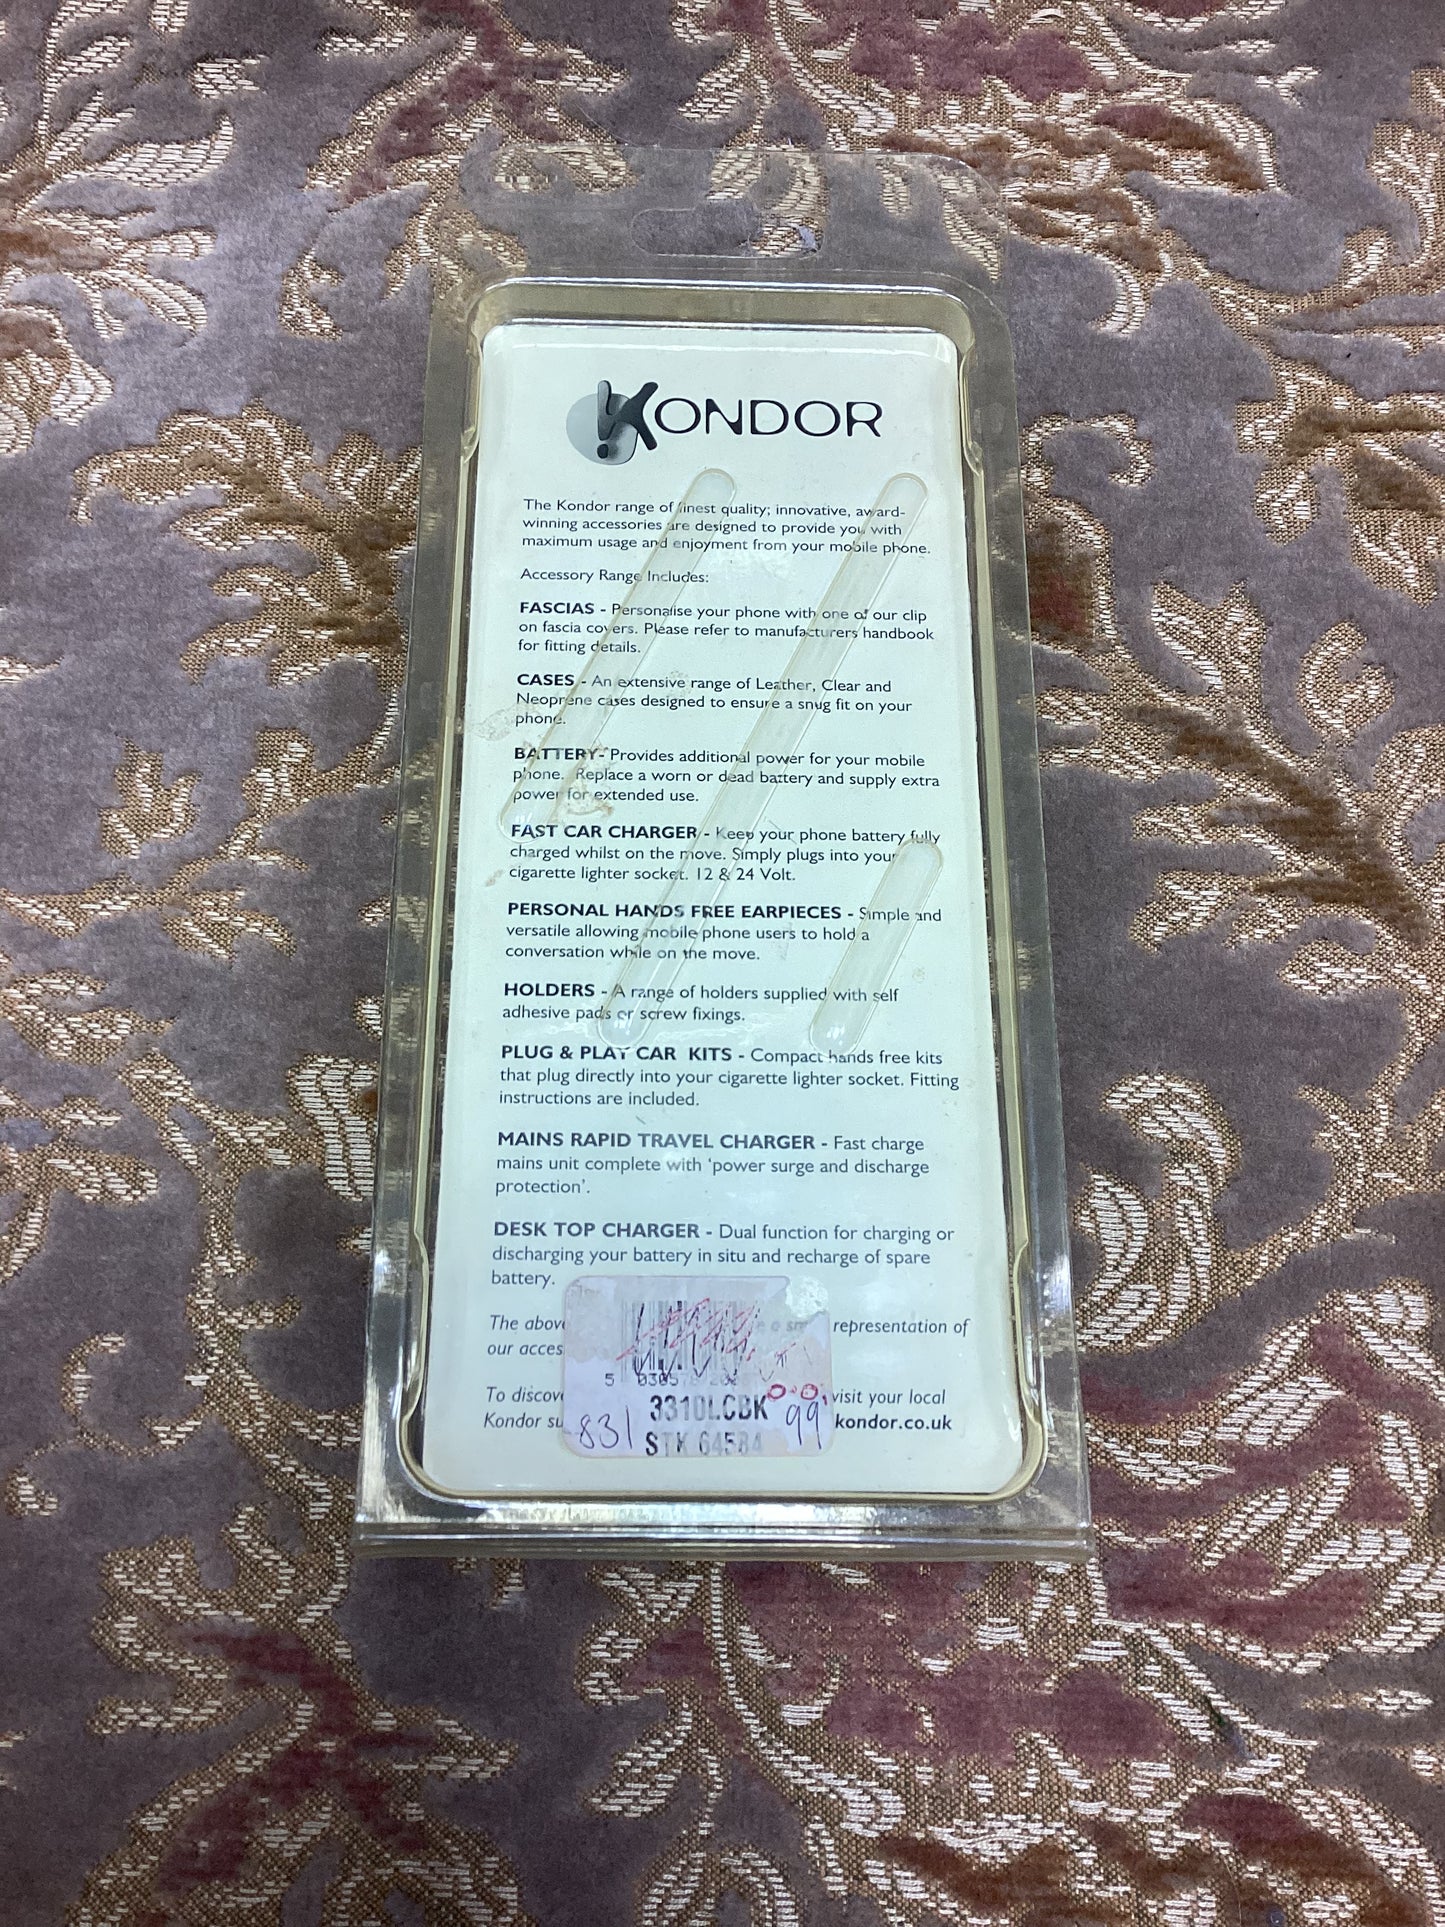 KONDOR
The Kondor range of finest quality; innovative, award-
winning accessories are designed to provide you with
maximum usage and enjoyment from your mobile phone.
Accessory Range Includes:
FASCIAS - Personalise your phone with one of our clip
on fascia covers. Please refer to manufacturers handbook
for fitting details.
CASES - An extensive range of Leather, Clear and
Neoprene cases designed to ensure a snug fit on your
phone.
BATTERY- Provides additional power for your mobile
phone. Replace a worn or dead battery and supply extra
power for extended use.
FAST CAR CHARGER - Keep your phone battery fully
charged whilst on the move. Simply plugs into your
cigarette lighter socket. 12 & 24 Volt.
PERSONAL HANDS FREE EARPIECES - Simple and
versatile allowing mobile phone users to hold a
conversation while on the move.
HOLDERS - A range of holders supplied with self
adhesive pads or screw fixings.
PLUG & PLAY CAR KITS - Compact hands free kits
that plug directly into your cigarette lighter socket. Fitting
instructions are included.
MAINS RAPID TRAVEL CHARGER - Fast charge
mains unit complete with 'power surge and discharge
protection'.
DESK TOP CHARGER - Dual function for charging or
discharging your battery in situ and recharge of spare
battery.
The above representation of
our acces
To discov visit your local
Kondor su kondor.co.uk
3310LCBK
831 STK 64584 99